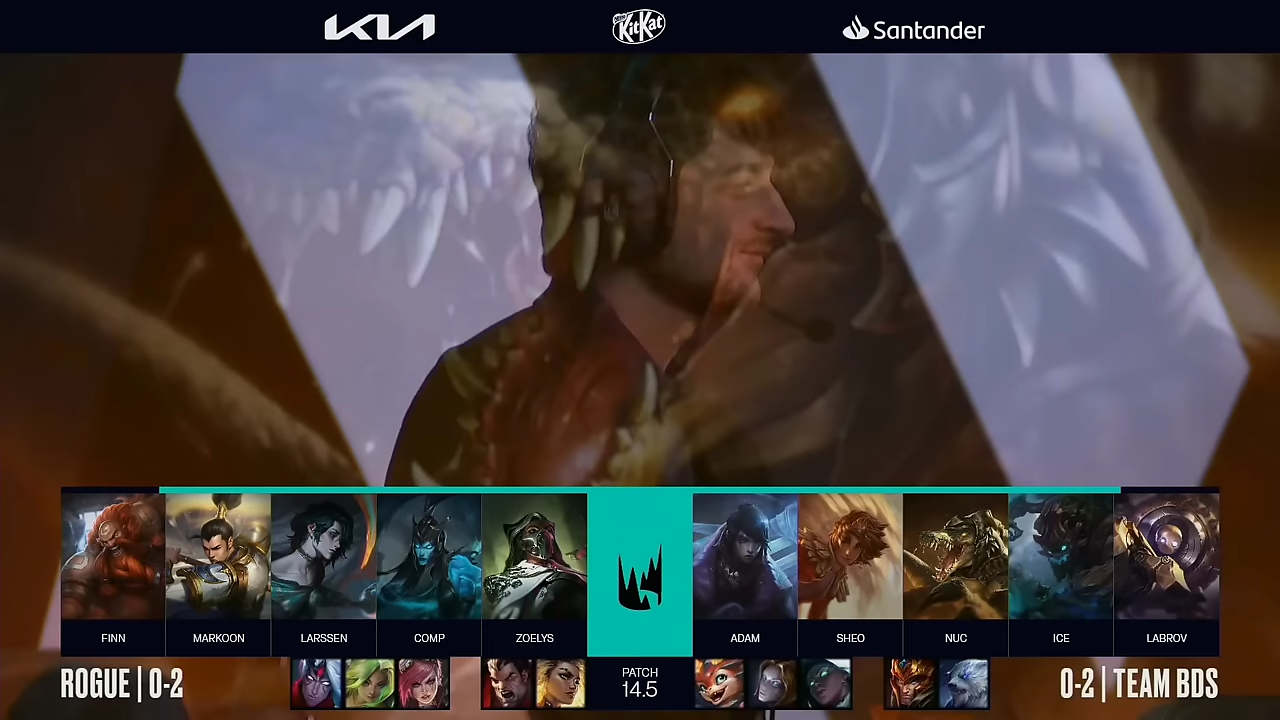 KIA
Nestle KitKat
Santander
FINN
MARKOON
LARSSEN
COMP
ZOELYS
ADAM
SHEO
NUC
ICE
LABROV
ROGUE | 0-2
PATCH
14.5
0-2 | TEAM BDS